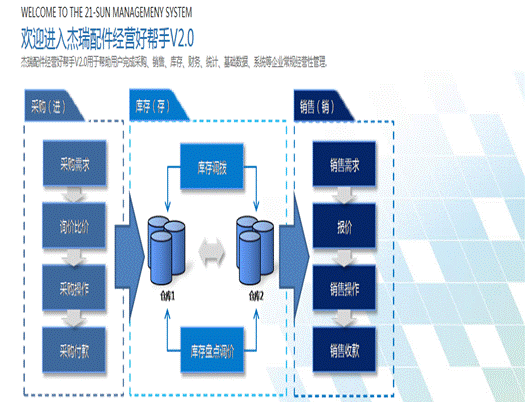 WELCOME TO THE 21-SUN MANAGEMENY SYSTEM
欢迎进入杰瑞配件经营好帮手V2.0
杰瑞配件经营好帮手V2.0用于帮助用户完成采购、销售、库存、财务、统计、基础数据、系统等企业常规经营性管理.
采购（进）
库存（存）
销售（销）
采购需求
询价比价
采购操作
采购付款
库存调拨
仓库1
仓库2
库存盘点调价
销售需求
报价
销售操作
销售收款